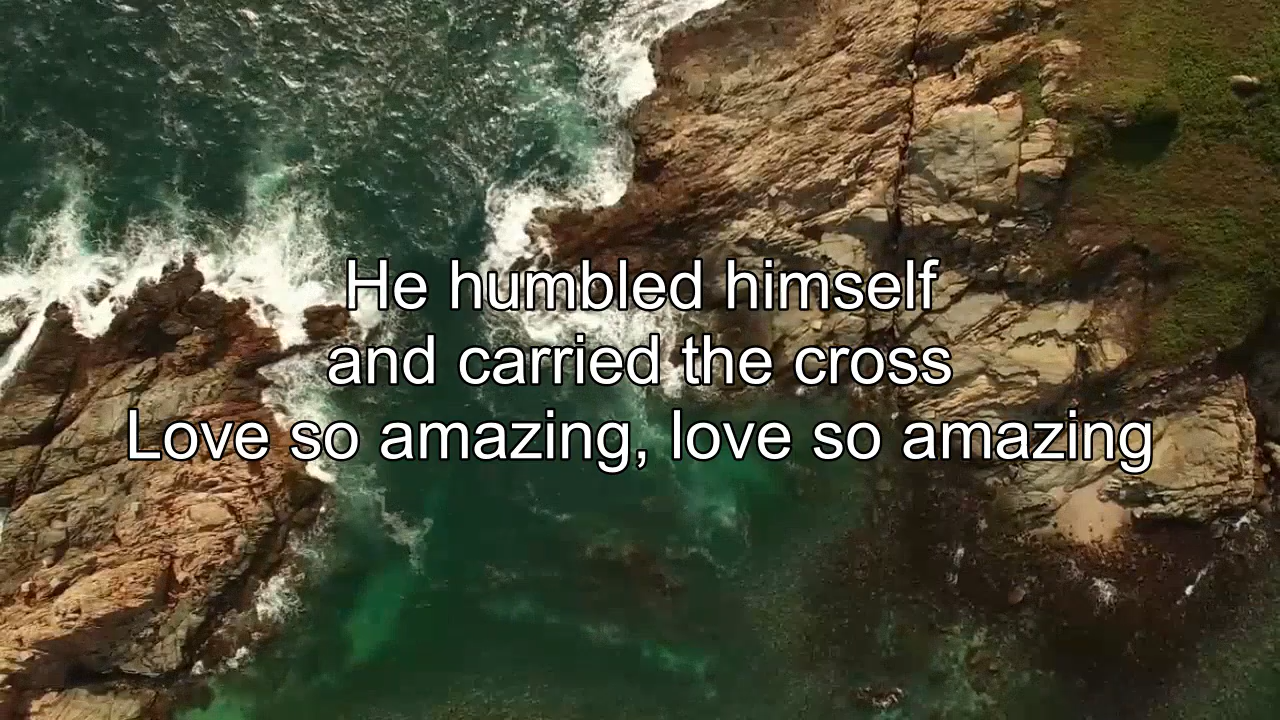 He humbled himself
and carried the cross
Love so amazing, love so amazing